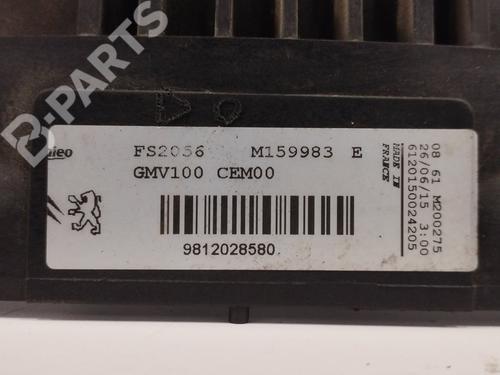 B-PARTS
FS2056 M159983 E
GMV100 CEM00
9812028580
MADE IN
FRANCE
08 61 M200275
26/06/15 3:00
6120150024205